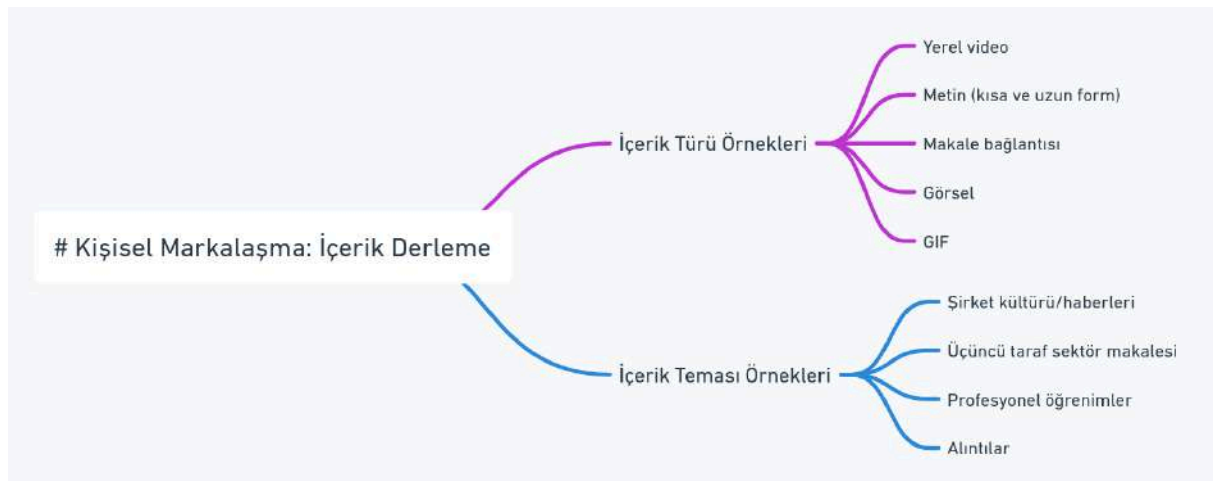 # Kişisel Markalaşma: İçerik Derleme
İçerik Türü Örnekleri
Yerel video
Metin (kısa ve uzun form)
Makale bağlantısı
Görsel
GIF
İçerik Teması Örnekleri
Şirket kültürü/haberleri
Üçüncü taraf sektör makalesi
Profesyonel öğrenimler
Alıntılar